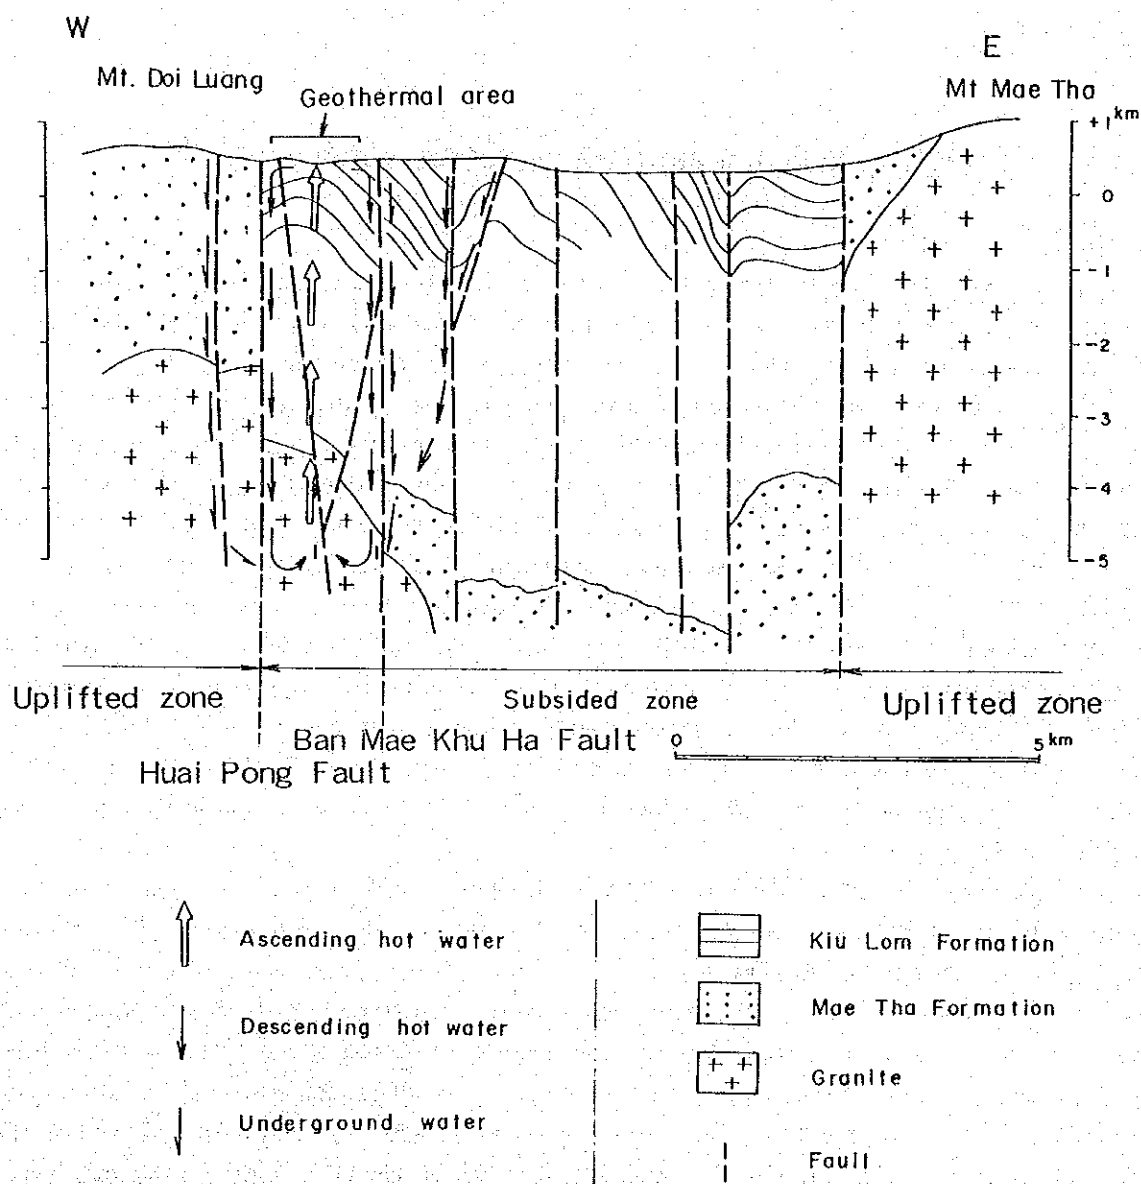 W
E
Mt. Doi Luang
Mt Mae Tha
Geothermal area
+1 km
0
-1
-2
-3
-4
-5
Uplifted zone
Subsided zone
Uplifted zone
Ban Mae Khu Ha Fault
0
5 km
Huai Pong Fault
Ascending hot water
Kiu Lom Formation
Descending hot water
Mae Tha Formation
Granite
Underground water
Fault